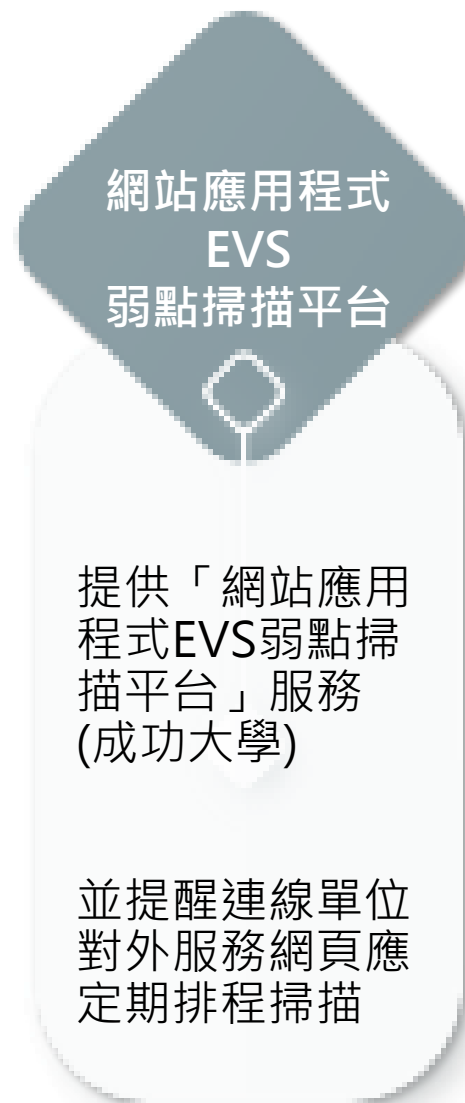 網站應用程式
EVS
弱點掃描平台
提供「網站應用
程式EVS弱點掃
描平台」服務
(成功大學)
並提醒連線單位
對外服務網頁應
定期排程掃描